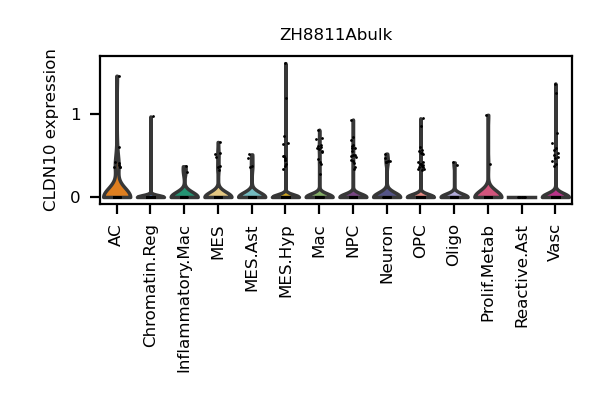 ZH8811Abulk
CLDN10 expression
1
0
AC
Chromatin.Reg
Inflammatory.Mac
MES
MES.Ast
MES.Hyp
Mac
NPC
Neuron
OPC
Oligo
Prolif.Metab
Reactive.Ast
Vasc